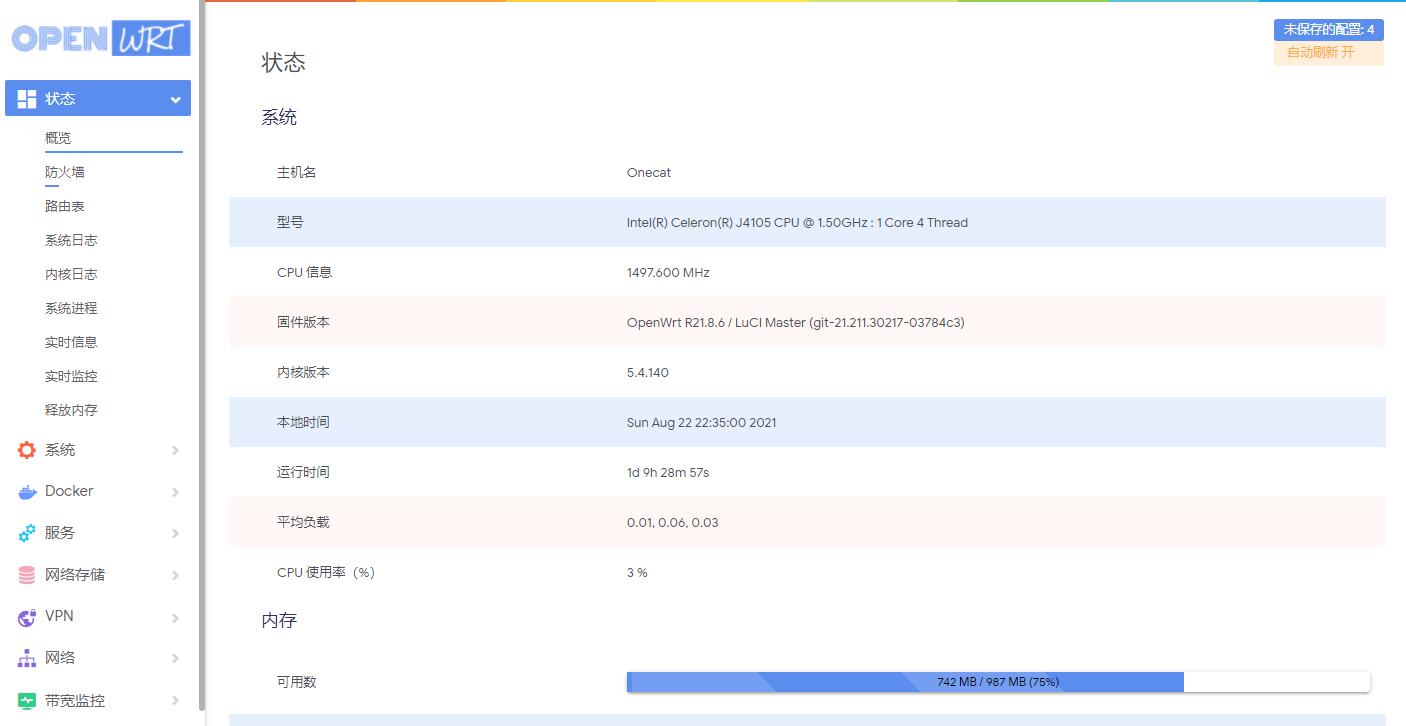 OPENWRT
状态
概览
防火墙
路由表
系统日志
内核日志
系统进程
实时信息
实时监控
释放内存
系统
Docker
服务
网络存储
VPN
网络
带宽监控
未保存的配置: 4
自动刷新 开
状态
系统
主机名 Onecat
型号 Intel(R) Celeron(R) J4105 CPU @ 1.50GHz : 1 Core 4 Thread
CPU 信息 1497.600 MHz
固件版本 OpenWrt R21.8.6 / LuCI Master (git-21.211.30217-03784c3)
内核版本 5.4.140
本地时间 Sun Aug 22 22:35:00 2021
运行时间 1d 9h 28m 57s
平均负载 0.01, 0.06, 0.03
CPU 使用率（%） 3 %
内存
可用数 742 MB / 987 MB (75%)